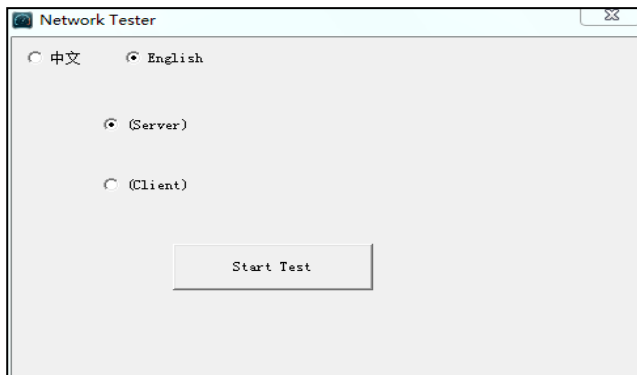 Network Tester
中文 English
(Server)
(Client)
Start Test